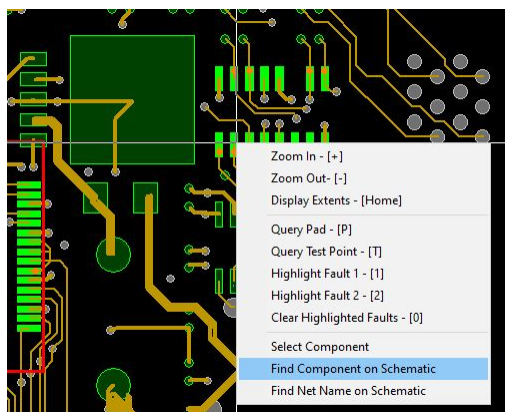 Zoom In - [+]
Zoom Out- [-]
Display Extents - [Home]
Query Pad - [P]
Query Test Point - [T]
Highlight Fault 1 - [1]
Highlight Fault 2 - [2]
Clear Highlighted Faults - [0]
Select Component
Find Component on Schematic
Find Net Name on Schematic